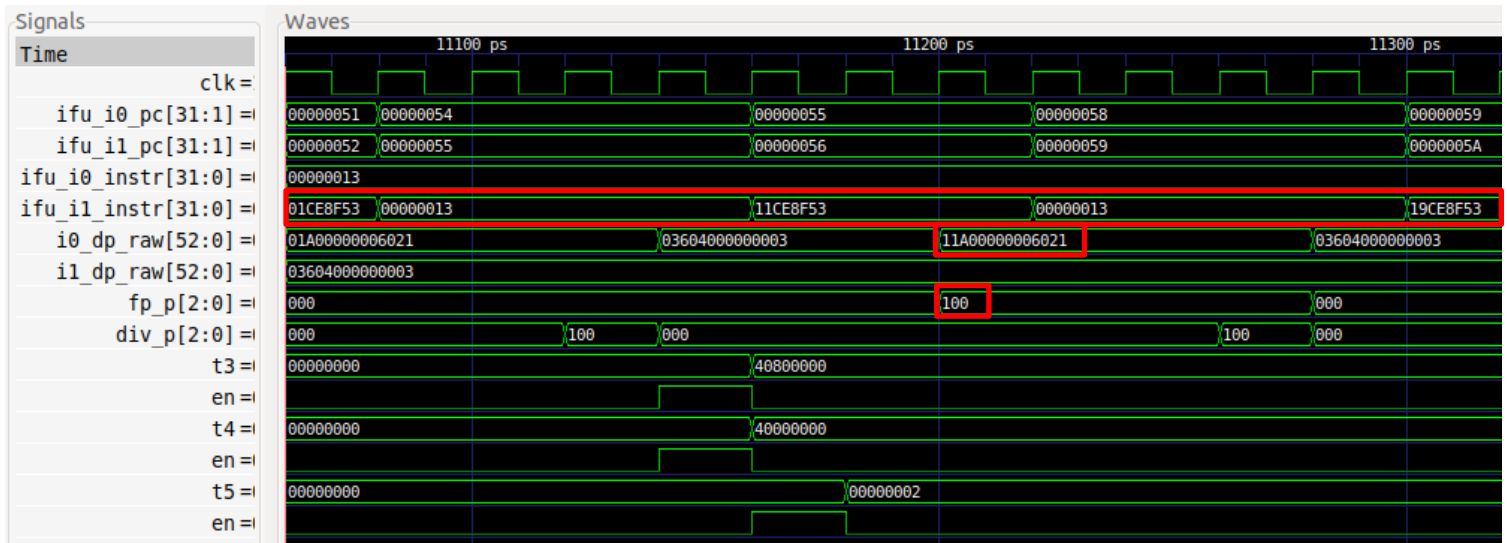 Signals Waves
Time 11100 ps 11200 ps 11300 ps
clk =
ifu_i0_pc[31:1] = 00000051 00000054 00000055 00000058 00000059
ifu_i1_pc[31:1] = 00000052 00000055 00000056 00000059 0000005A
ifu_i0_instr[31:0] = 00000013
ifu_i1_instr[31:0] = 01CE8F53 00000013 11CE8F53 00000013 19CE8F53
i0_dp_raw[52:0] = 01A00000006021 03604000000003 11A00000006021 03604000000003
i1_dp_raw[52:0] = 03604000000003
fp_p[2:0] = 000 100 000
div_p[2:0] = 000 100 000 100 000
t3 = 00000000 40800000
en =
t4 = 00000000 40000000
en =
t5 = 00000000 00000002
en =